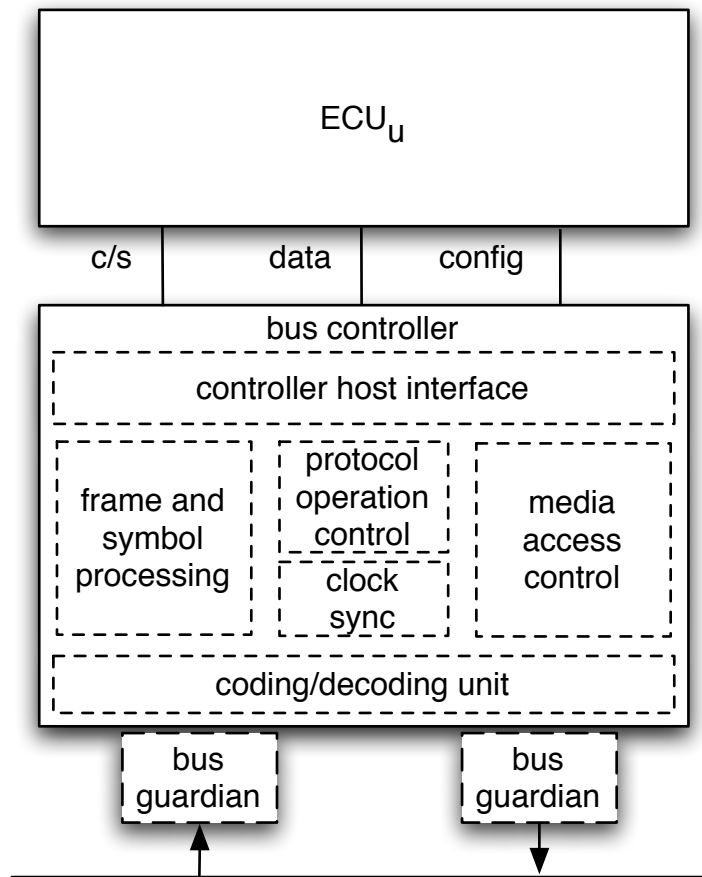 ECUu
c/s
data
config
bus controller
controller host interface
frame and
symbol
processing
protocol
operation
control
clock
sync
media
access
control
coding/decoding unit
bus
guardian
bus
guardian